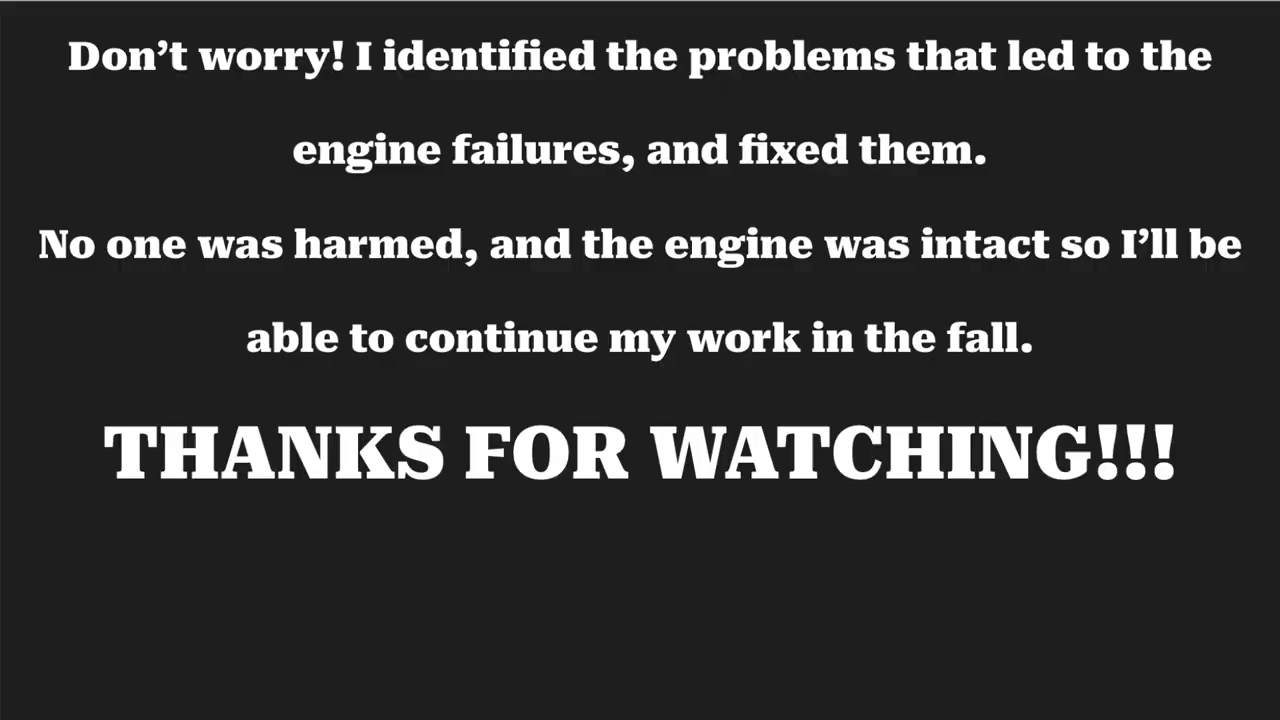 Don’t worry! I identified the problems that led to the
engine failures, and fixed them.
No one was harmed, and the engine was intact so I’ll be
able to continue my work in the fall.
THANKS FOR WATCHING!!!